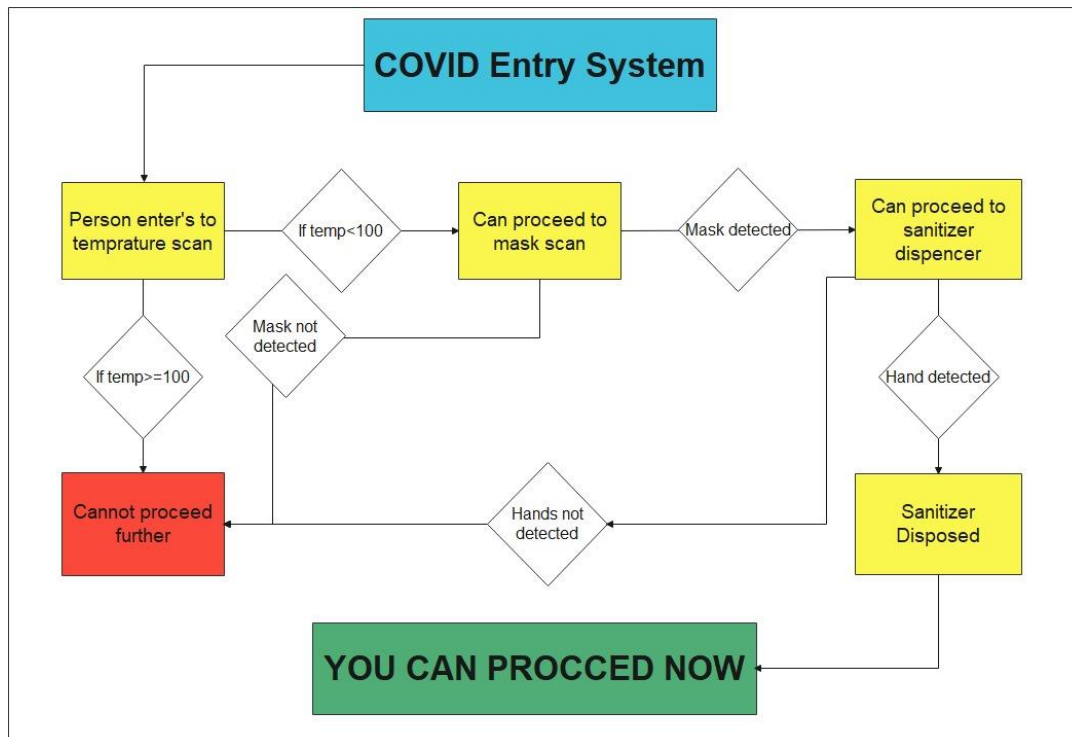 COVID Entry System
Person enter's to
temprature scan
If temp<100
Can proceed to
mask scan
Mask detected
Can proceed to
sanitizer
dispencer
Mask not
detected
If temp>=100
Hand detected
Cannot proceed
further
Hands not
detected
Sanitizer
Disposed
YOU CAN PROCCED NOW